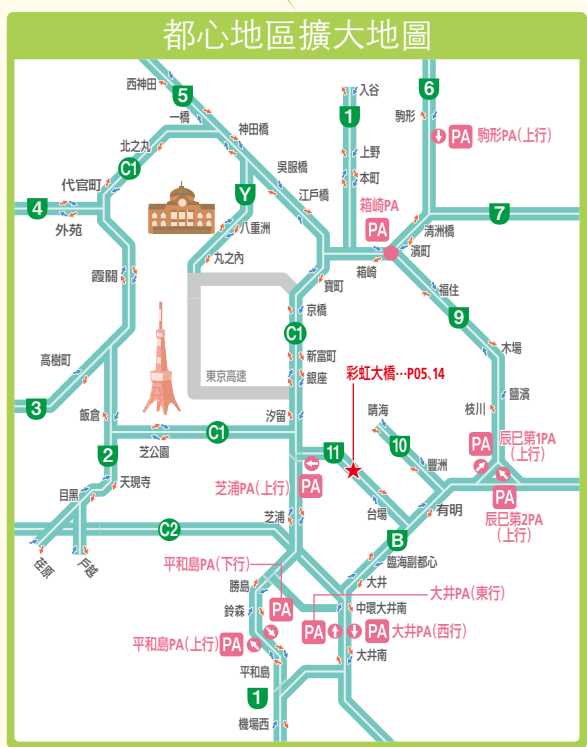 都心地區擴大地圖
西神田
5
一橋
神田橋
北之丸
C1
代官町
4
外苑
吳服橋
江戶橋
Y
八重洲
丸之內
入谷
1
上野
本町
6
駒形
PA
駒形PA(上行)
箱崎PA
PA
7
清洲橋
濱町
箱崎
寶町
福住
9
霞關
京橋
C1
新富町
銀座
木場
高樹町
東京高速
彩虹大橋…P05、14
鹽濱
3
飯倉
汐留
晴海
枝川
C1
芝公園
11
10
PA
辰巳第1PA
(上行)
2
豐洲
天現寺
芝浦PA(上行)
PA
PA
辰巳第2PA
(上行)
目黑
有明
芝浦
台場
C2
B
荏原
戶越
平和島PA(下行)
臨海副都心
勝島
大井
大井PA(東行)
鈴森
PA
中環大井南
平和島PA(上行)
PA
PA
PA
大井PA(西行)
大井南
平和島
1
機場西